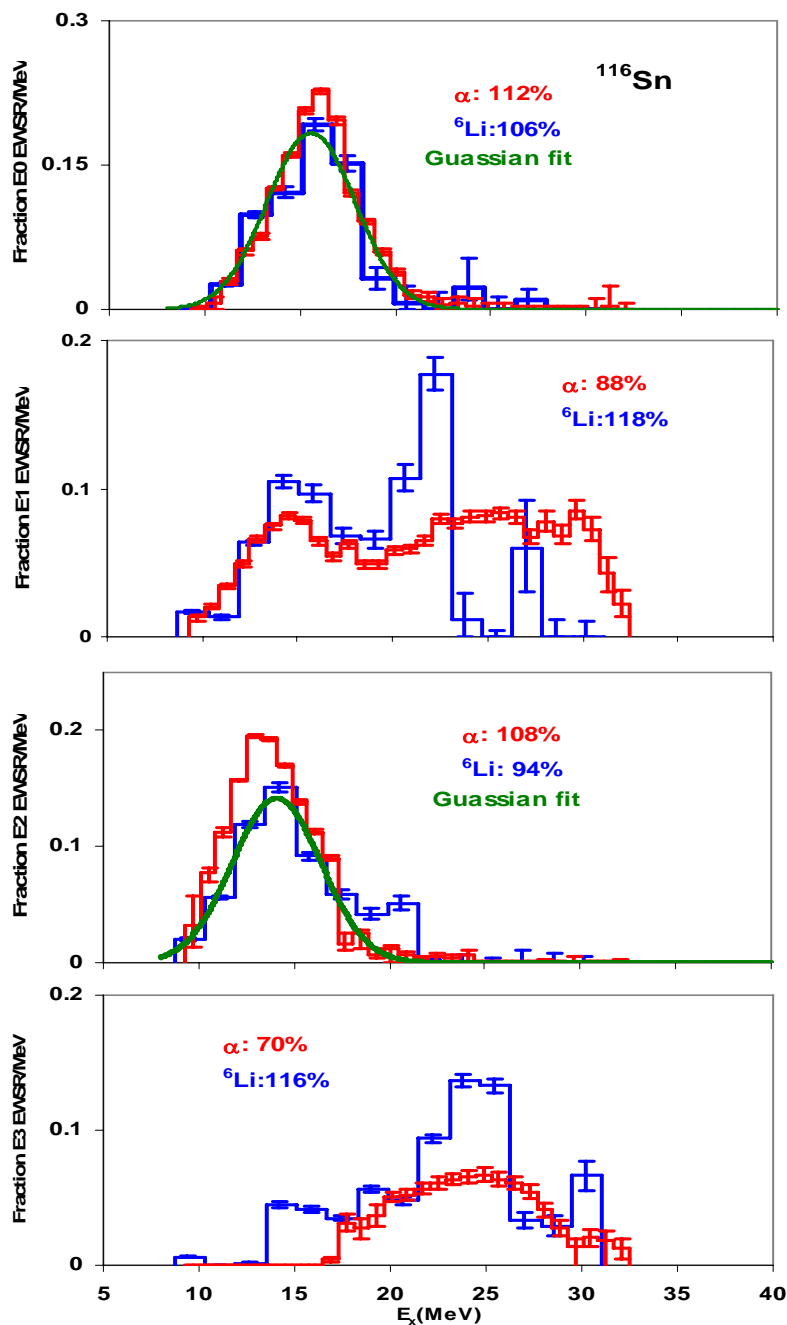 0.3
0.15
0
Fraction E0 EWSR/MeV
116Sn
α: 112%
6Li:106%
Guassian fit
0.2
0.1
0
Fraction E1 EWSR/MeV
α: 88%
6Li:118%
0.2
0.1
0
Fraction E2 EWSR/MeV
α: 108%
6Li: 94%
Guassian fit
0.2
0.1
0
Fraction E3 EWSR/MeV
α: 70%
6Li:116%
5 10 15 20 25 30 35 40
Ex(MeV)